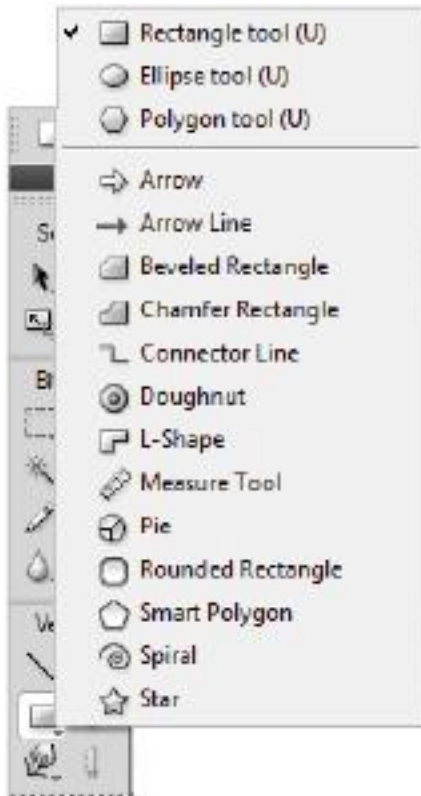 Rectangle tool (U)
Ellipse tool (U)
Polygon tool (U)
Arrow
Arrow Line
Beveled Rectangle
Chamfer Rectangle
Connector Line
Doughnut
L-Shape
Measure Tool
Pie
Rounded Rectangle
Smart Polygon
Spiral
Star